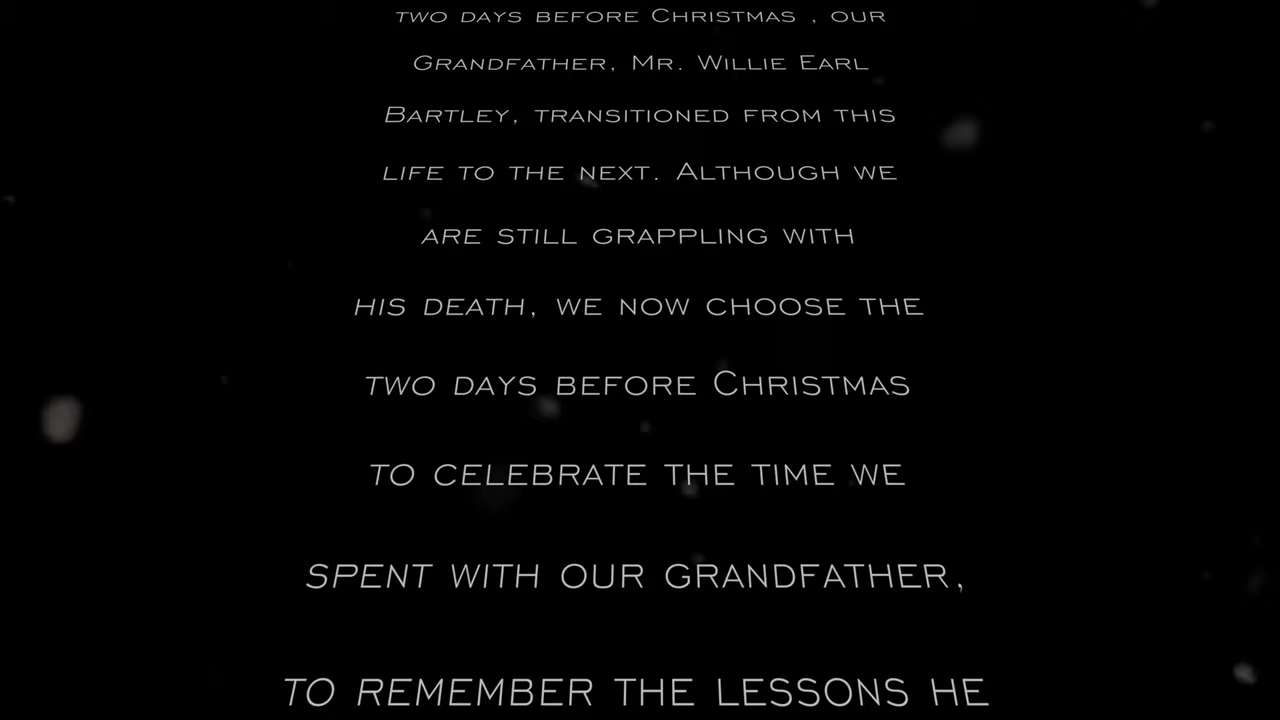 two days before Christmas , our
Grandfather, Mr. Willie Earl
Bartley, transitioned from this
life to the next. Although we
are still grappling with
his death, we now choose the
two days before Christmas
to celebrate the time we
spent with our grandfather,
to remember the lessons he